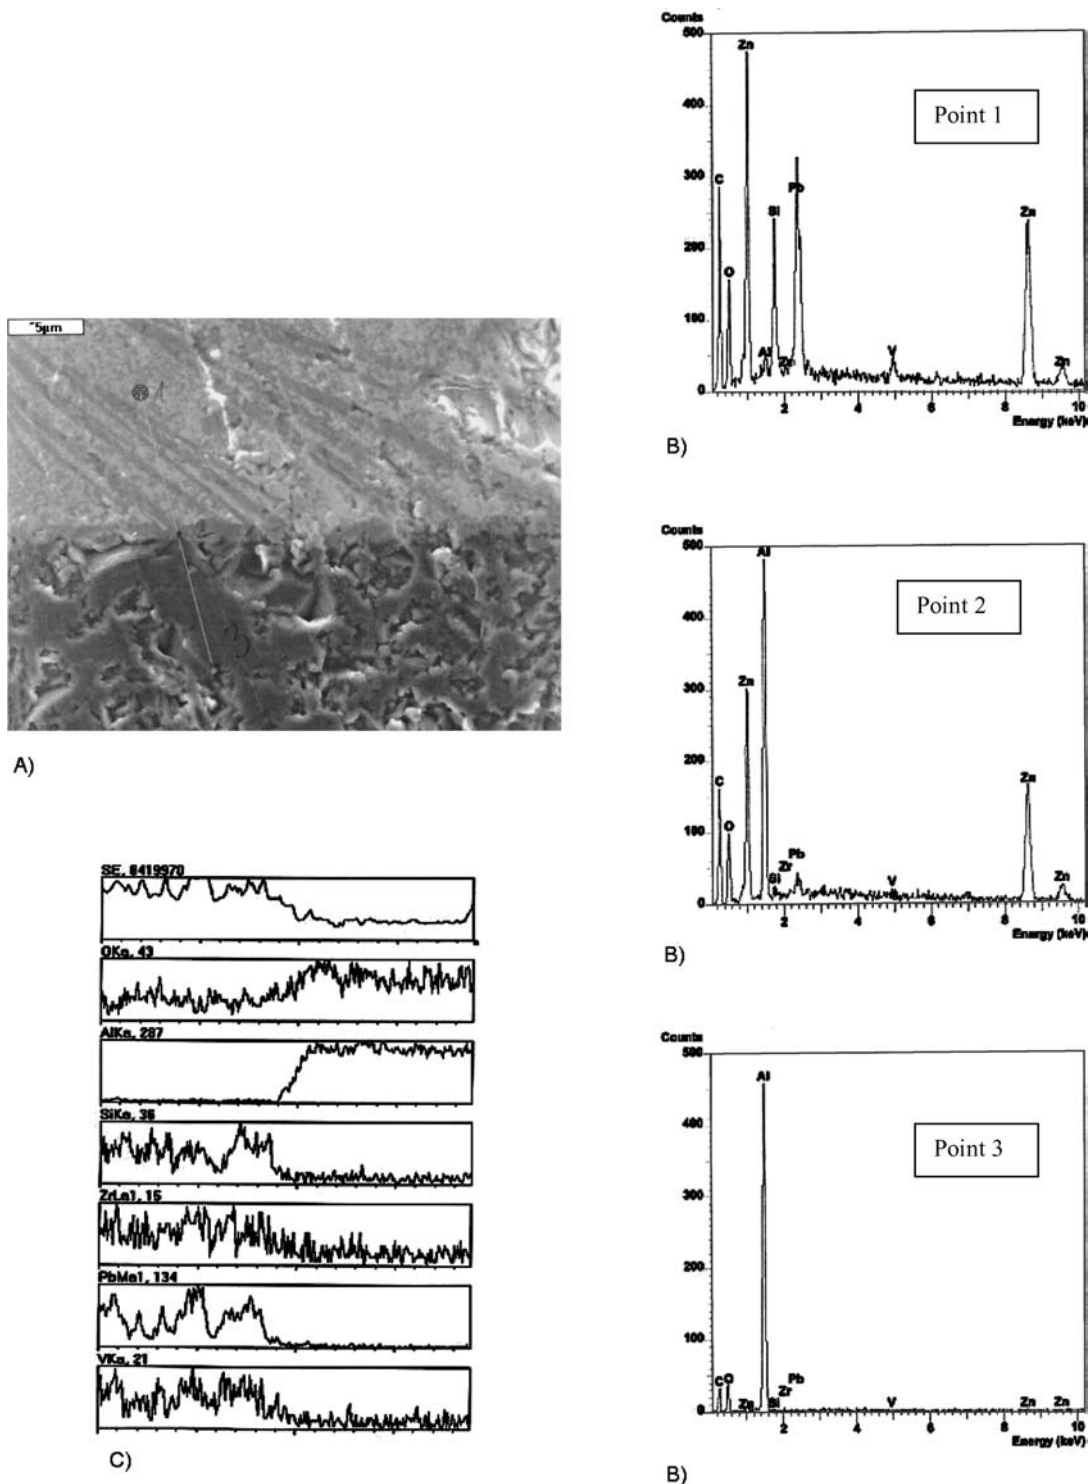 Counts
500
Zn
400
Point 1
300
C
Pb
Si
Zn
200
O
100
Al
Zr
V
Zn
2 4 6 8 10
Energy (keV)
B)
5µm
1
2
3
A)
Counts
500
Al
400
Point 2
Zn
300
200
C
Zn
O
100
Zr Pb
Si
V
Zn
0
2 4 6 8 10
Energy (keV)
B)
SE, 6419970
OKa, 43
AlKa, 287
SiKa, 36
ZrLa1, 15
PbMa1, 134
VKa, 21
C)
Counts
500
Al
400
Point 3
300
200
100
C O
Pb
Zr
Zn Si
V
Zn Zn
0
2 4 6 8 10
Energy (keV)
B)